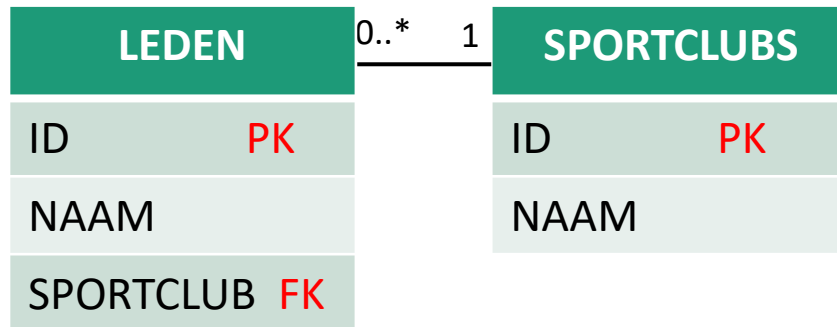 LEDEN 0..* 1 SPORTCLUBS
ID PK ID PK
NAAM NAAM
SPORTCLUB FK